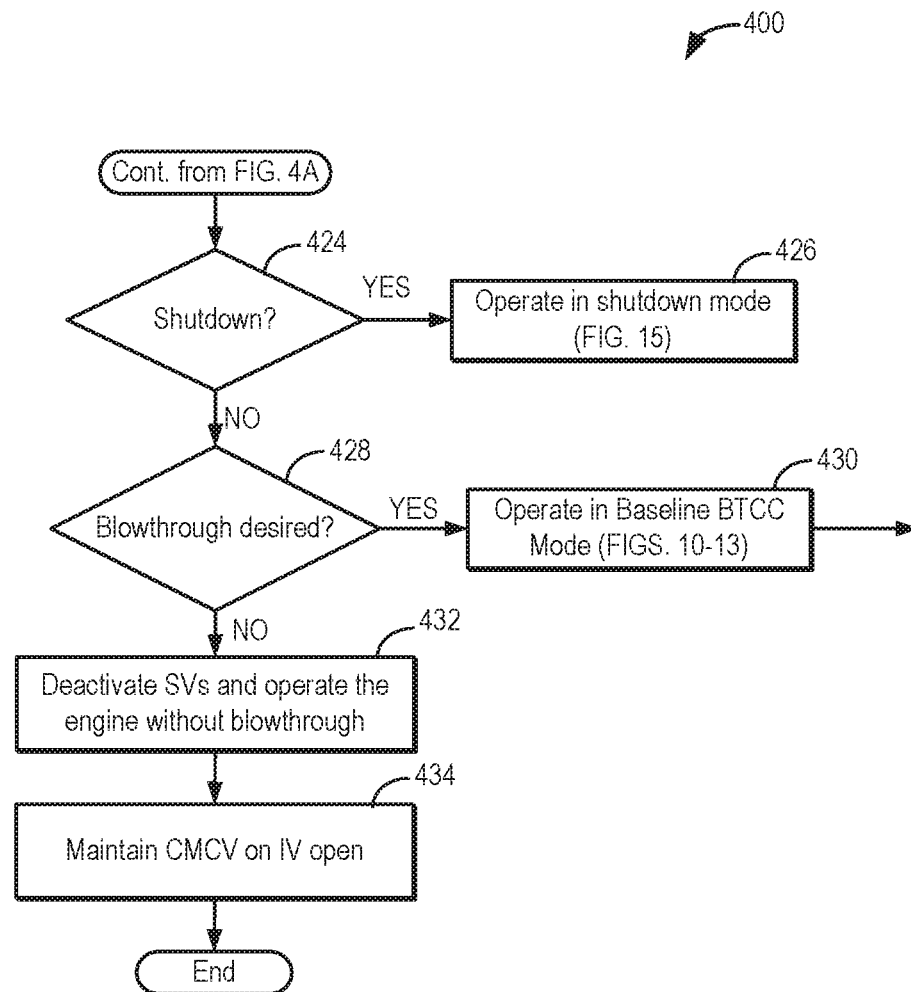 400
Cont. from FIG. 4A
424
Shutdown?
YES
426
Operate in shutdown mode
(FIG. 15)
NO
428
Blowthrough desired?
YES
430
Operate in Baseline BTCC
Mode (FIGS. 10-13)
NO
432
Deactivate SVs and operate the
engine without blowthrough
434
Maintain CMCV on IV open
End